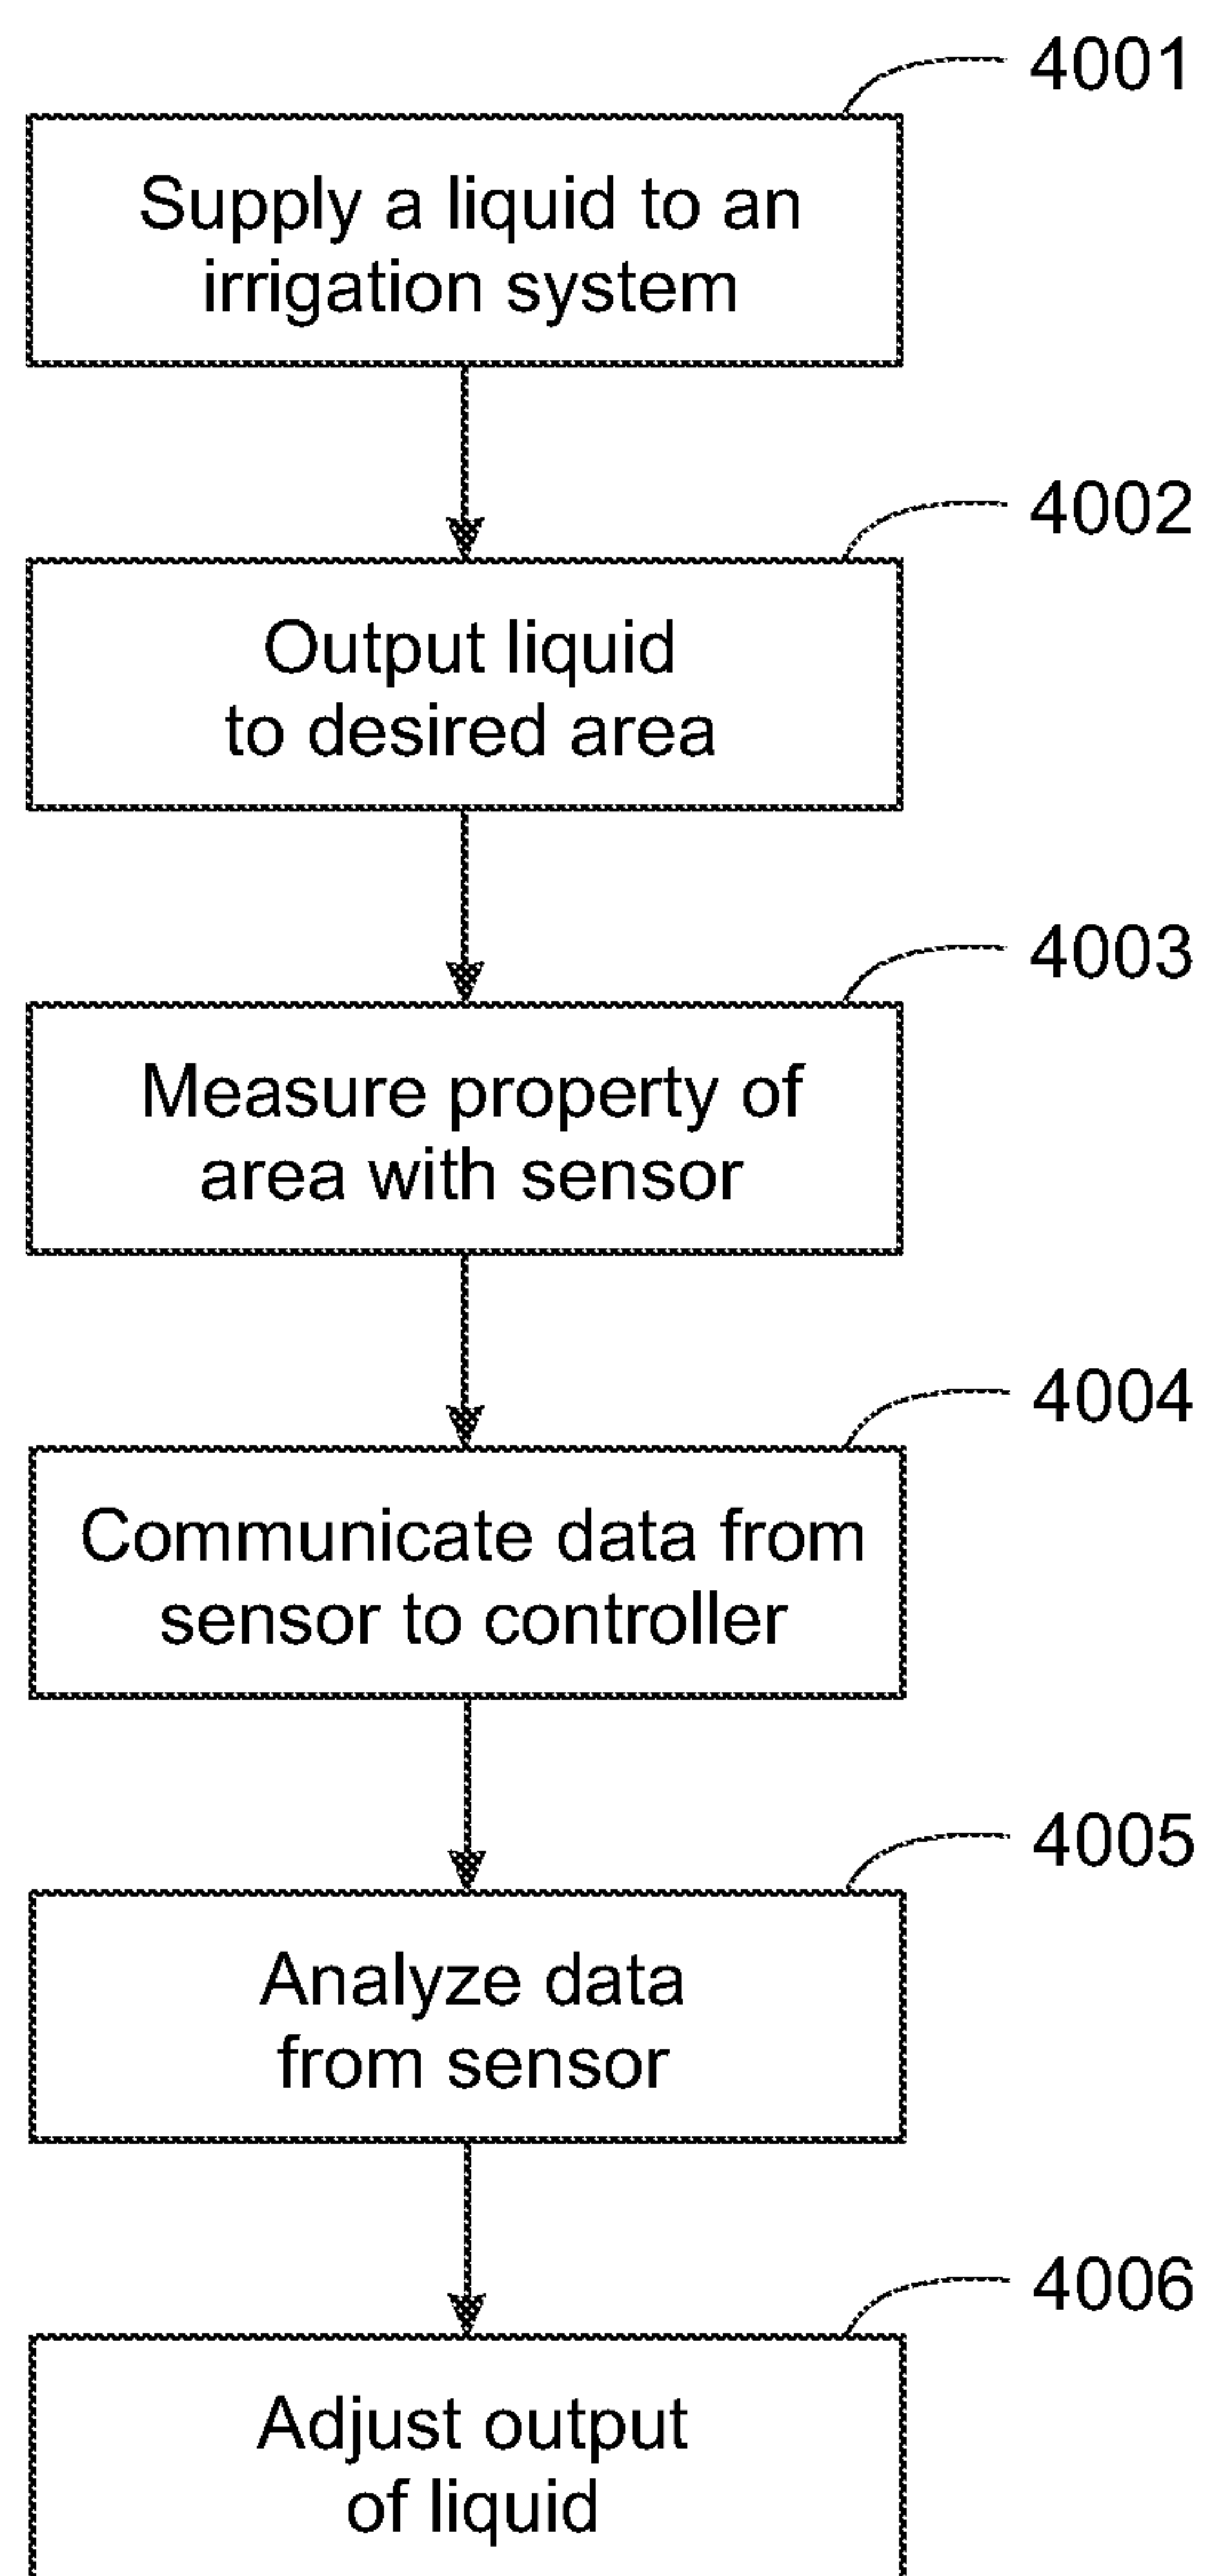 4001
Supply a liquid to an
irrigation system
4002
Output liquid
to desired area
4003
Measure property of
area with sensor
4004
Communicate data from
sensor to controller
4005
Analyze data
from sensor
4006
Adjust output
of liquid